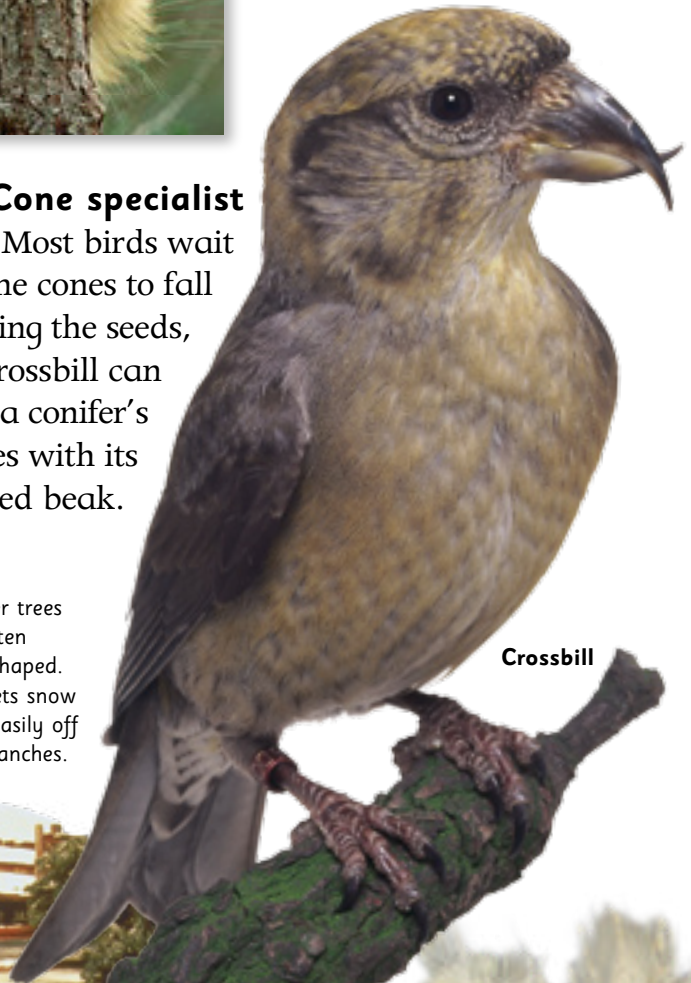 Cone specialist
Most birds wait
cones to fall
ing the seeds,
rossbill can
a conifer's
es with its
ed beak.
r trees
ten
haped.
ets snow
asily off
anches.
Crossbill